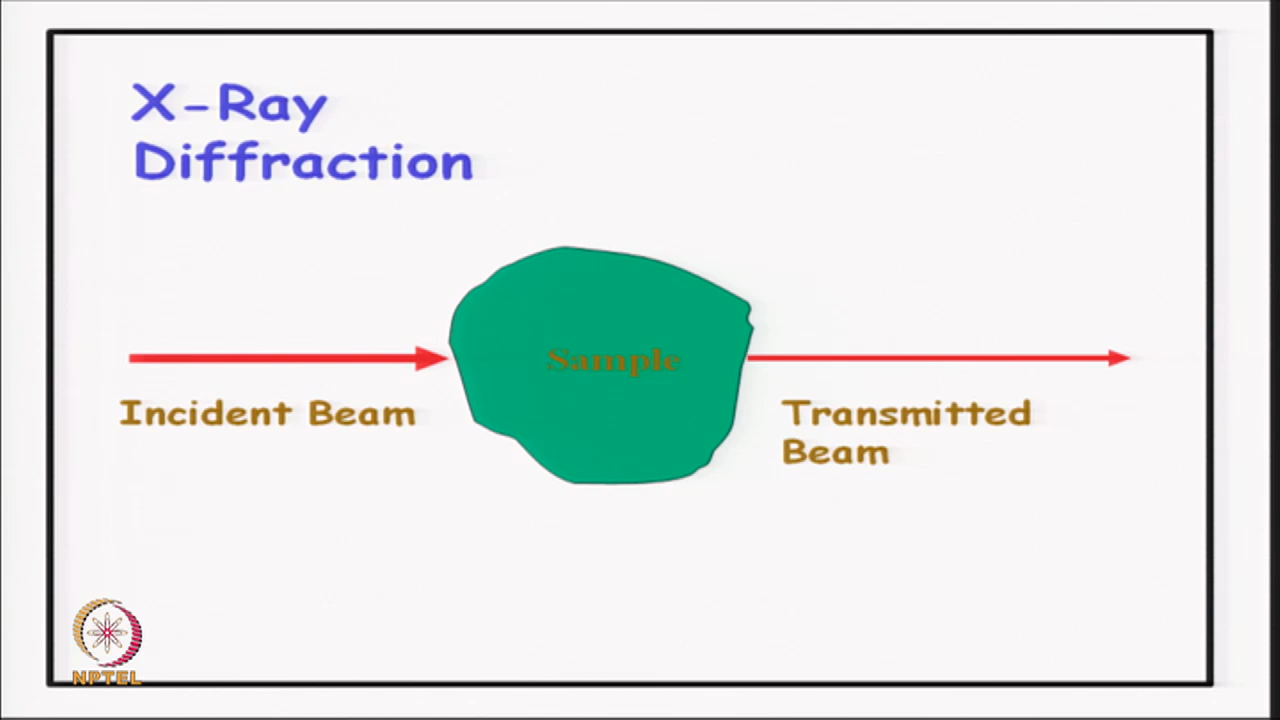 X-Ray
Diffraction
Sample
Incident Beam
Transmitted
Beam
NPTEL